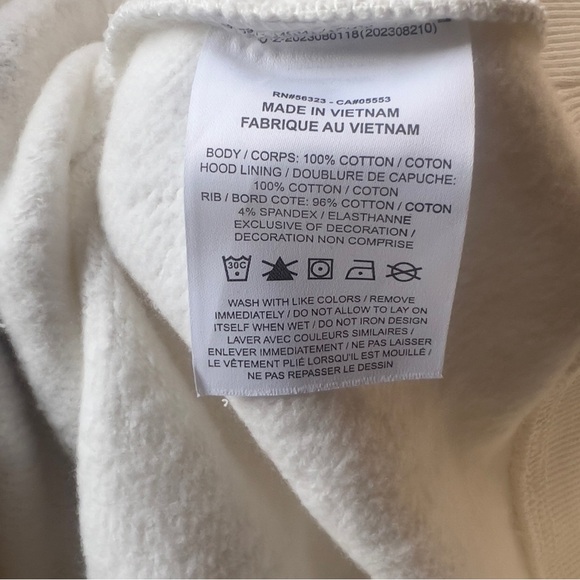 0-2-2023080118(202308210)
RN#56323 - CA#05553
MADE IN VIETNAM
FABRIQUE AU VIETNAM
BODY / CORPS: 100% COTTON / COTON
HOOD LINING / DOUBLURE DE CAPUCHE:
100% COTTON / COTON
RIB / BORD COTE: 96% COTTON / COTON
4% SPANDEX / ELASTHANNE
EXCLUSIVE OF DECORATION /
DECORATION NON COMPRISE
30C
WASH WITH LIKE COLORS / REMOVE
IMMEDIATELY / DO NOT ALLOW TO LAY ON
ITSELF WHEN WET / DO NOT IRON DESIGN
LAVER AVEC COULEURS SIMILAIRES /
ENLEVER IMMEDIATEMENT / NE PAS LAISSER
LE VÊTEMENT PLIÉ LORSQU'IL EST MOUILLÉ /
NE PAS REPASSER LE DESSIN